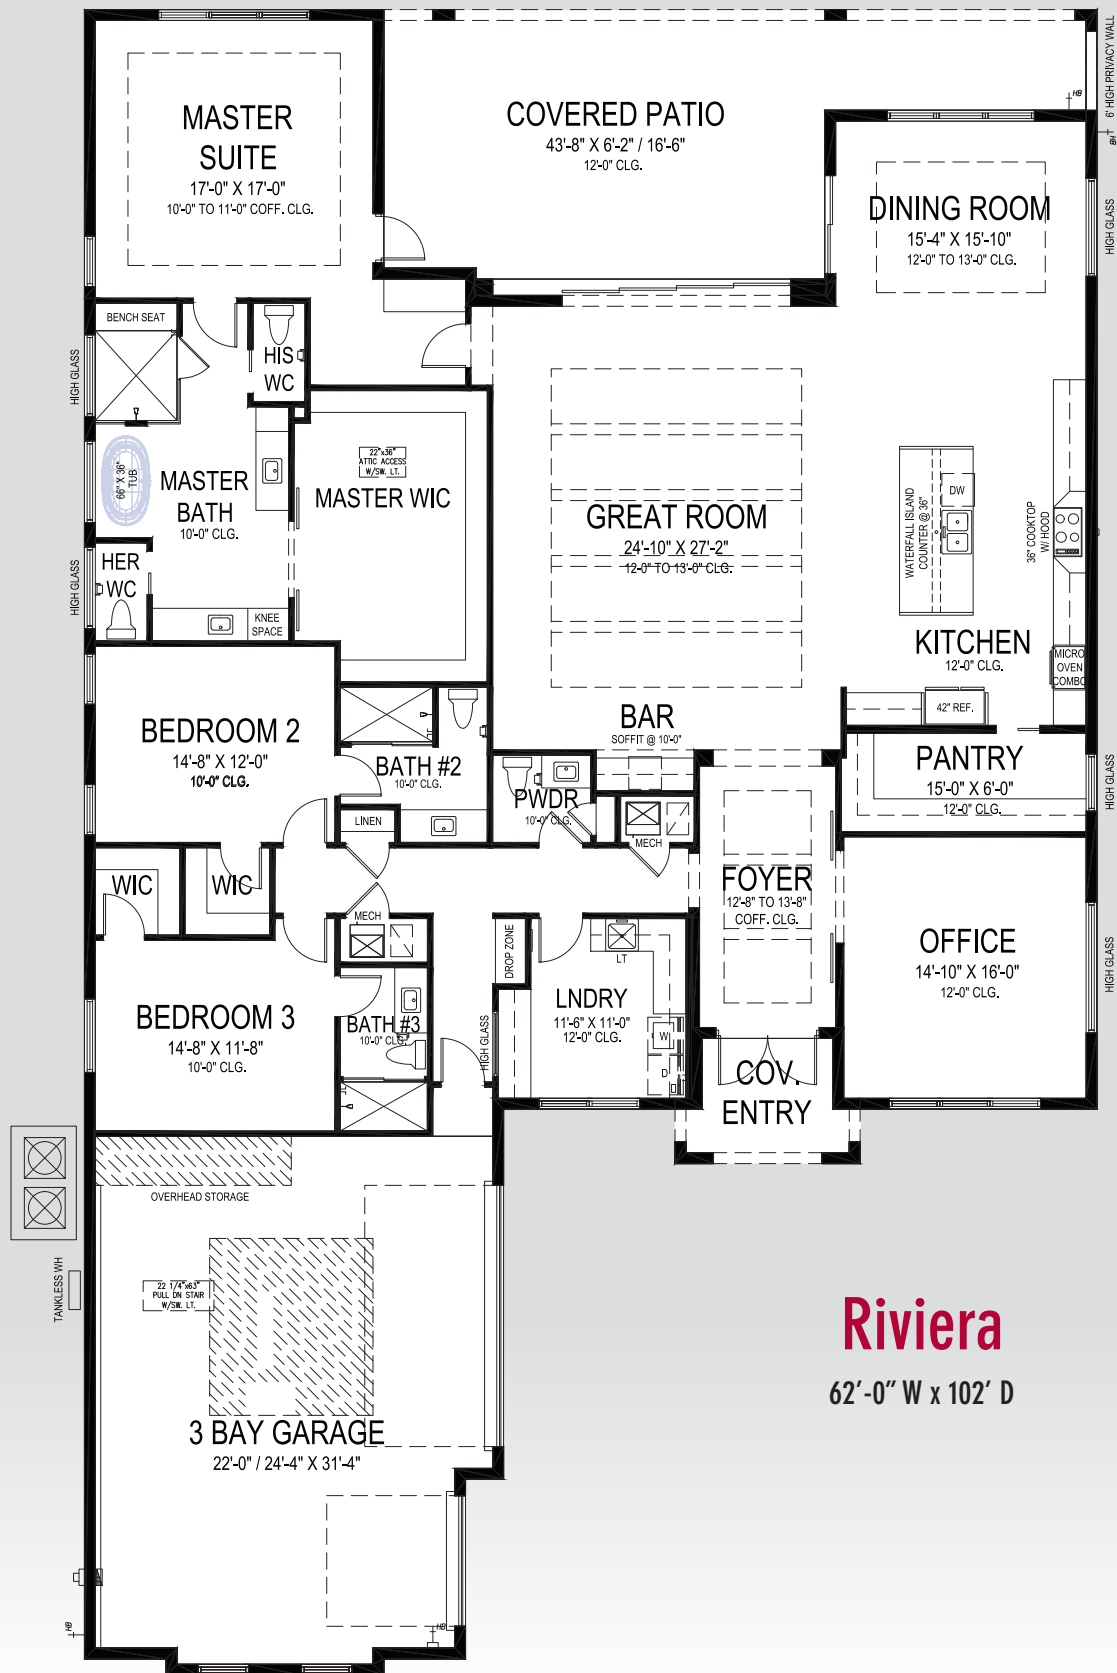 MASTER
SUITE
17'-0" X 17'-0"
10'-0" TO 11'-0" COFF. CLG.
COVERED PATIO
43'-8" X 6'-2" / 16'-6"
12'-0" CLG.
HB
6' HIGH PRIVACY WALL
BH
DINING ROOM
15'-4" X 15'-10"
12'-0" TO 13'-0" CLG.
HIGH GLASS
BENCH SEAT
HIS
WC
HIGH GLASS
66" X 36"
TUB
MASTER
BATH
10'-0" CLG.
22"x36"
ATTIC ACCESS
W/SW. LT.
MASTER WIC
HER
WC
HIGH GLASS
KNEE
SPACE
GREAT ROOM
24'-10" X 27'-2"
12'-0" TO 13'-0" CLG.
WATERFALL ISLAND
COUNTER @ 36"
DW
36" COOKTOP
W/ HOOD
KITCHEN
12'-0" CLG.
MICRO
OVEN
COMBO
42" REF.
BEDROOM 2
14'-8" X 12'-0"
10'-0" CLG.
BATH #2
10'-0" CLG.
LINEN
BAR
SOFFIT @ 10'-0"
PWDR
10'-0" CLG.
MECH
PANTRY
15'-0" X 6'-0"
12'-0" CLG.
HIGH GLASS
WIC
WIC
MECH
FOYER
12'-8" TO 13'-8"
COFF. CLG.
DROP ZONE
LT
OFFICE
14'-10" X 16'-0"
12'-0" CLG.
HIGH GLASS
BEDROOM 3
14'-8" X 11'-8"
10'-0" CLG.
BATH #3
10'-0" CLG.
HIGH GLASS
LNDRY
11'-6" X 11'-0"
12'-0" CLG.
W
D
COV.
ENTRY
OVERHEAD STORAGE
TANKLESS WH
22 1/4"x63"
PULL DN STAIR
W/SW. LT.
3 BAY GARAGE
22'-0" / 24'-4" X 31'-4"
HB
HB
Riviera
62'-0" W x 102' D